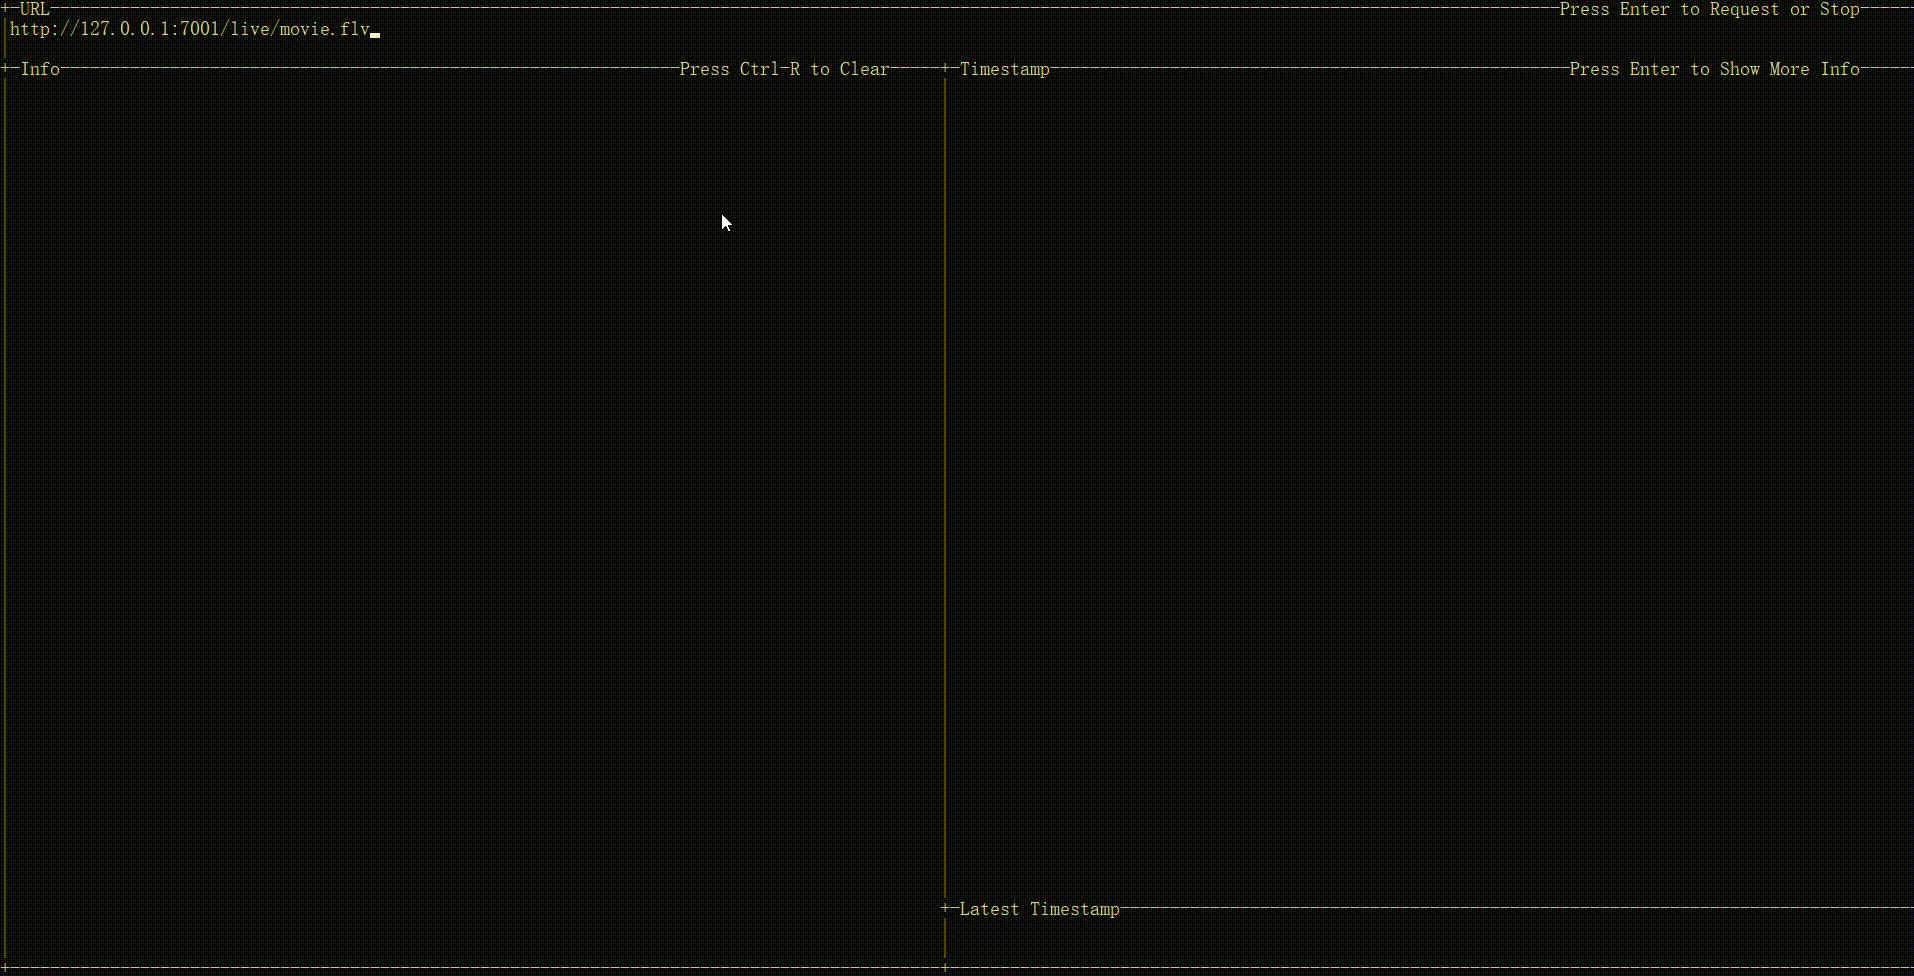 URL Press Enter to Request or Stop
http://127.0.0.1:7001/live/movie.flv
Info Press Ctrl-R to Clear Timestamp Press Enter to Show More Info
Latest Timestamp